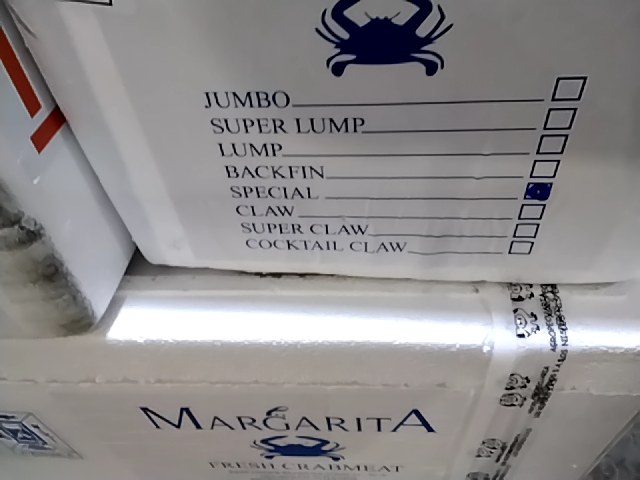 JUMBO
SUPER LUMP
LUMP
BACKFIN
SPECIAL
CLAW
SUPER CLAW
COCKTAIL CLAW
MARGARITA
FRESH CRABMEAT